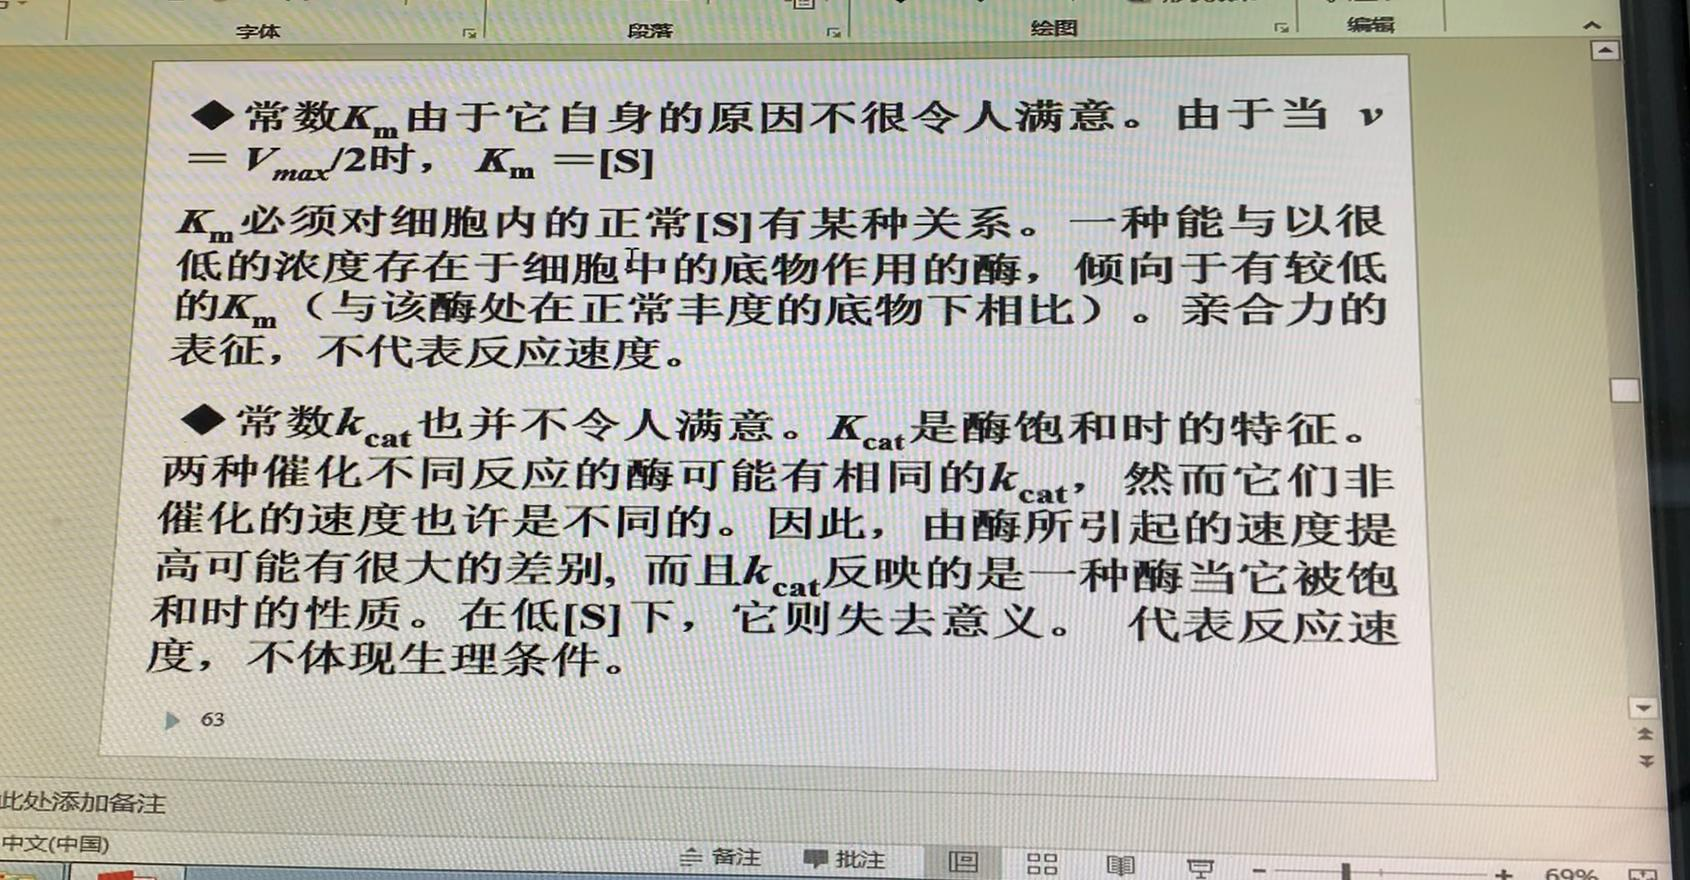 字体 段落 绘图 编辑
◆常数Km由于它自身的原因不很令人满意。由于当 v
= Vmax/2时， Km =[S]
Km必须对细胞内的正常[S]有某种关系。一种能与以很
低的浓度存在于细胞中的底物作用的酶，倾向于有较低
的Km（与该酶处在正常丰度的底物下相比）。亲合力的
表征，不代表反应速度。
◆常数kcat也并不令人满意。Kcat是酶饱和时的特征。
两种催化不同反应的酶可能有相同的kcat，然而它们非
催化的速度也许是不同的。因此，由酶所引起的速度提
高可能有很大的差别, 而且kcat反映的是一种酶当它被饱
和时的性质。在低[S]下，它则失去意义。 代表反应速
度，不体现生理条件。
63
此处添加备注
中文(中国)
备注 批注 69%